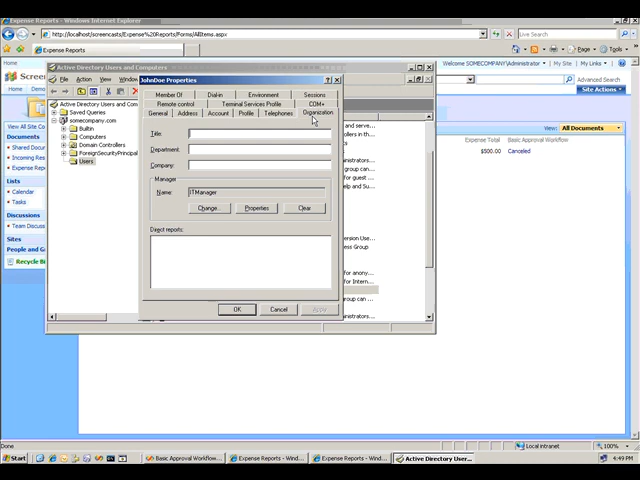 Expense Reports - Windows Internet Explorer
http://localhost/screencasts/Expense%20Reports/Forms/AllItems.aspx
Live Search
Expense Reports
Page
Tools
Home
Welcome SOMECOMPANY\Administrator
My Site
My Links
Advanced Search
Home
Site Actions
Active Directory Users and Computers
File Action View
JohnDoe Properties
Member Of Dial-in Environment Sessions
Remote control Terminal Services Profile COM+
General Address Account Profile Telephones Organization
Title:
Department:
Company:
Manager
Name: ITManager
Change... Properties Clear
Direct reports:
OK Cancel Apply
Active Directory Users and Comp
Saved Queries
somecompany.com
Builtin
Computers
Domain Controllers
ForeignSecurityPrincipal
Users
View All Site
Documents
Shared Docum
Incoming Res
Expense Repo
Lists
Calendar
Tasks
Discussions
Team Discuss
Sites
People and G
Recycle Bi
View: All Documents
Expense Total Basic Approval Workflow
$500.00 Canceled
Done
Local intranet
100%
Start
Basic Approval Workflow...
Expense Reports - Wind...
Expense Reports - Wind...
Active Directory User...
4:49 PM